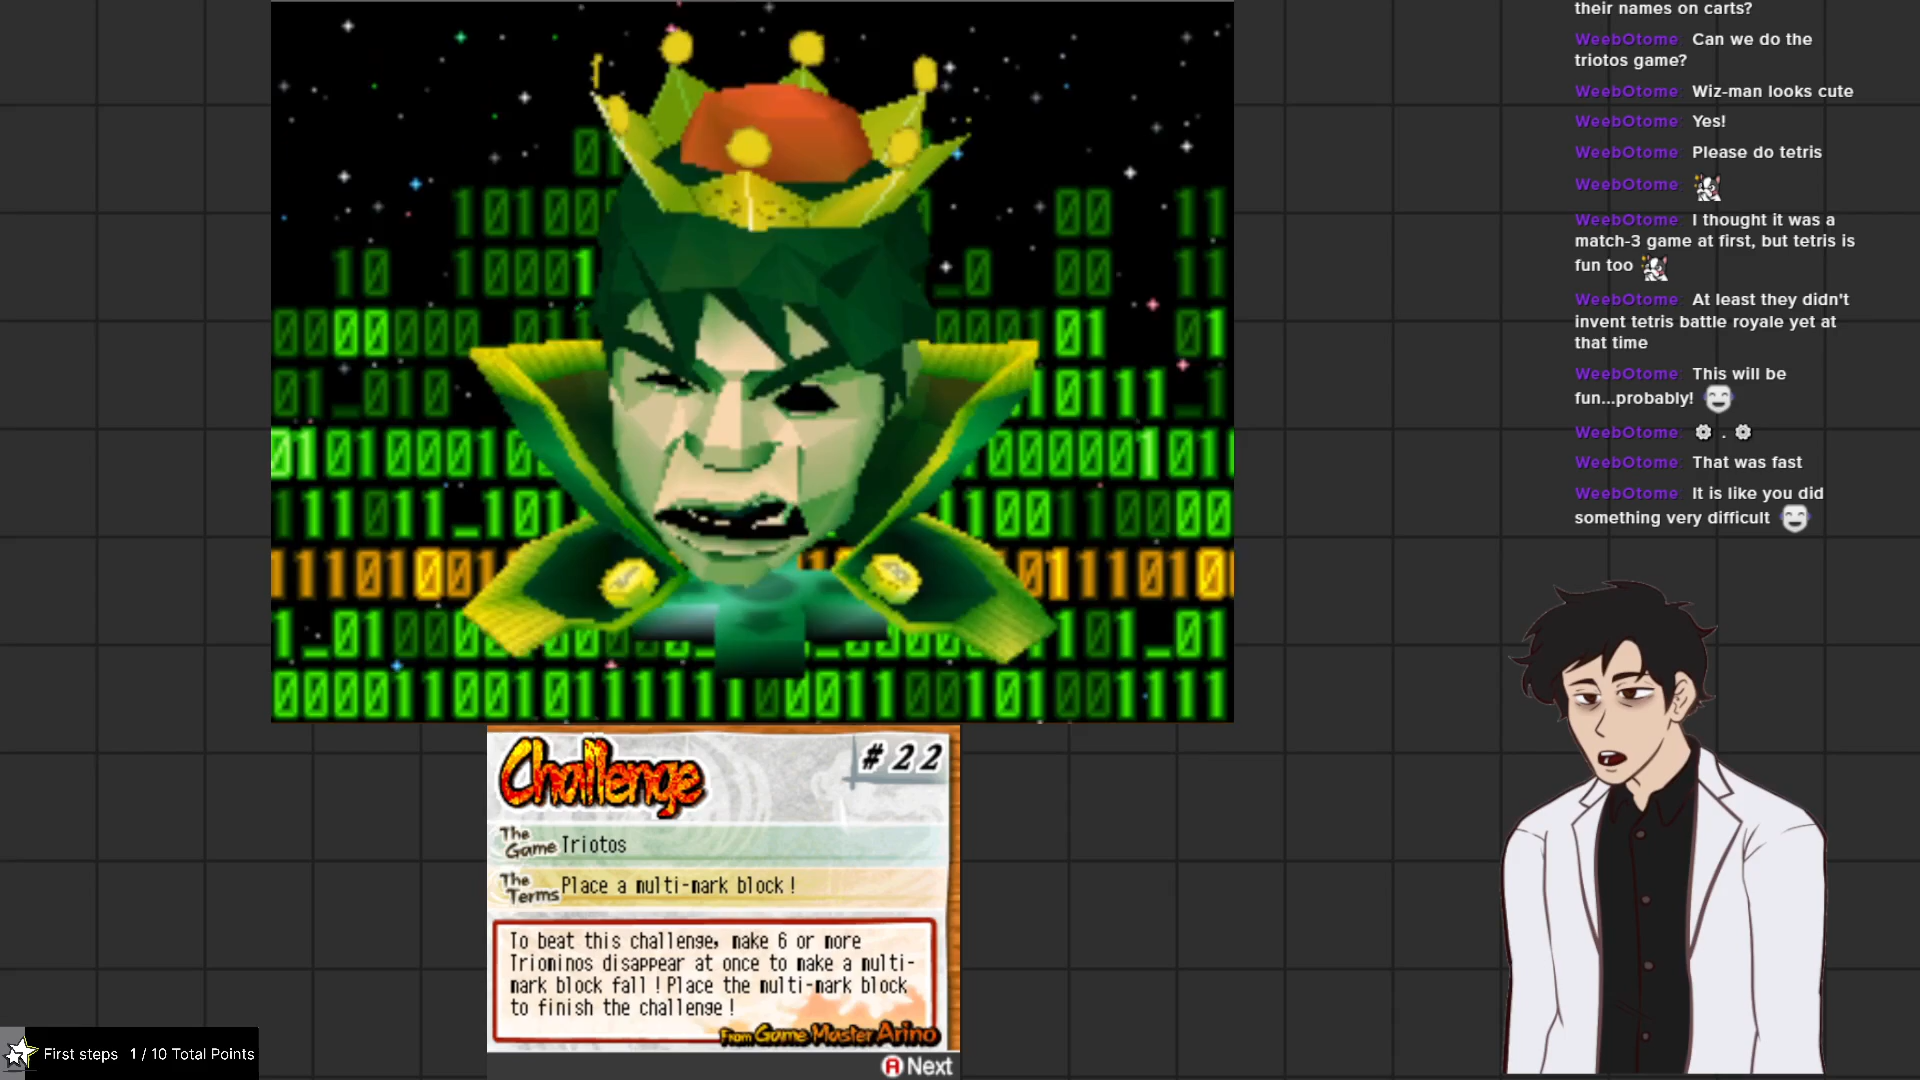 their names on carts?
WeebOtome Can we do the
triotos game?
WeebOtome Wiz-man looks cute
WeebOtome Yes!
WeebOtome Please do tetris
WeebOtome
WeebOtome I thought it was a
match-3 game at first, but tetris is
fun too
WeebOtome At least they didn't
invent tetris battle royale yet at
that time
WeebOtome This will be
fun...probably!
WeebOtome . 
WeebOtome That was fast
WeebOtome It is like you did
something very difficult
Challenge #22
The Game Triotos
The Terms Place a multi-mark block!
To beat this challenge, make 6 or more
Triominos disappear at once to make a multi-
mark block fall! Place the multi-mark block
to finish the challenge!
From Game Master Arino
A Next
First steps 1 / 10 Total Points